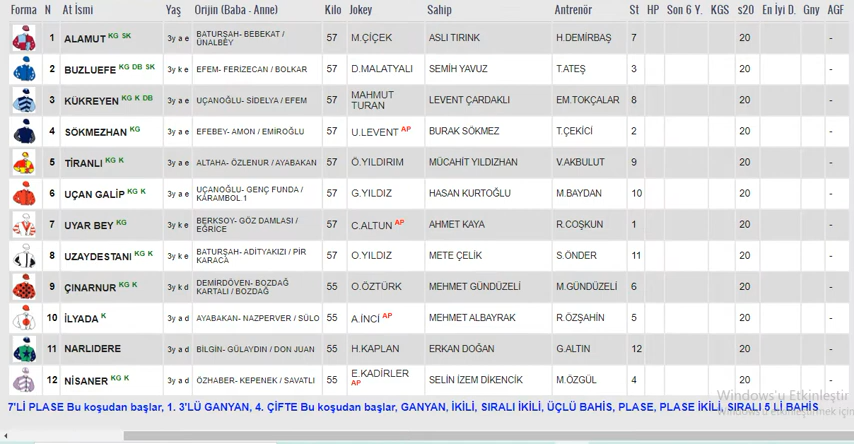 Forma N At İsmi Yaş Orijin (Baba - Anne) Kilo Jokey Sahip Antrenör St HP Son 6 Y. KGS s20 En İyi D. Gny AGF
1 ALAMUT KG SK 3y a e BATURŞAH- BEBEKAT / ÜNALBEY 57 M.ÇİÇEK ASLI TIRINK H.DEMİRBAŞ 7 20 -
2 BUZLUEFE KG DB SK 3y k e EFEM- FERİZECAN / BOLKAR 57 D.MALATYALI SEMİH YAVUZ T.ATEŞ 3 20 -
3 KÜKREYEN KG K DB 3y a e UÇANOĞLU- SİDELYA / EFEM 57 MAHMUT TURAN LEVENT ÇARDAKLI EM.TOKÇALAR 8 20 -
4 SÖKMEZHAN KG 3y a e EFEBEY- AMON / EMİROĞLU 57 U.LEVENT AP BURAK SÖKMEZ T.ÇEKİCİ 2 20 -
5 TİRANLI KG K 3y a e ALTAHA- ÖZLENUR / AYABAKAN 57 Ö.YILDIRIM MÜCAHİT YILDIZHAN V.AKBULUT 9 20 -
6 UÇAN GALİP KG K 3y a e UÇANOĞLU- GENÇ FUNDA / KARAMBOL 1 57 G.YILDIZ HASAN KURTOĞLU M.BAYDAN 10 20 -
7 UYAR BEY KG 3y k e BERKSOY- GÖZ DAMLASI / EĞRİCE 57 C.ALTUN AP AHMET KAYA R.COŞKUN 1 20 -
8 UZAYDESTANI KG K 3y k e BATURŞAH- ADİTYAKIZI / PİR KARACA 57 O.YILDIZ METE ÇELİK S.ÖNDER 11 20 -
9 ÇINARNUR KG K 3y k d DEMİRDÖVEN- BOZDAĞ KARTALI / BOZDAĞ 55 O.ÖZTÜRK MEHMET GÜNDÜZELİ M.GÜNDÜZELİ 6 20 -
10 İLYADA K 3y a d AYABAKAN- NAZPERVER / SÜLO 55 A.İNCİ AP MEHMET ALBAYRAK R.ÖZŞAHİN 5 20 -
11 NARLIDERE 3y a d BİLGİN- GÜLAYDIN / DON JUAN 55 H.KAPLAN ERKAN DOĞAN G.ALTIN 12 20 -
12 NİSANER KG K 3y a d ÖZHABER- KEPENEK / SAVATLI 55 E.KADİRLER AP SELİN İZEM DİKENCİK M.ÖZGÜL 4 20 -
7'Lİ PLASE Bu koşudan başlar, 1. 3'LÜ GANYAN, 4. ÇİFTE Bu koşudan başlar, GANYAN, İKİLİ, SIRALI İKİLİ, ÜÇLÜ BAHİS, PLASE, PLASE İKİLİ, SIRALI 5 Lİ BAHİS
Windows'u Etkinleştir
Windows'u etkinleştirmek için